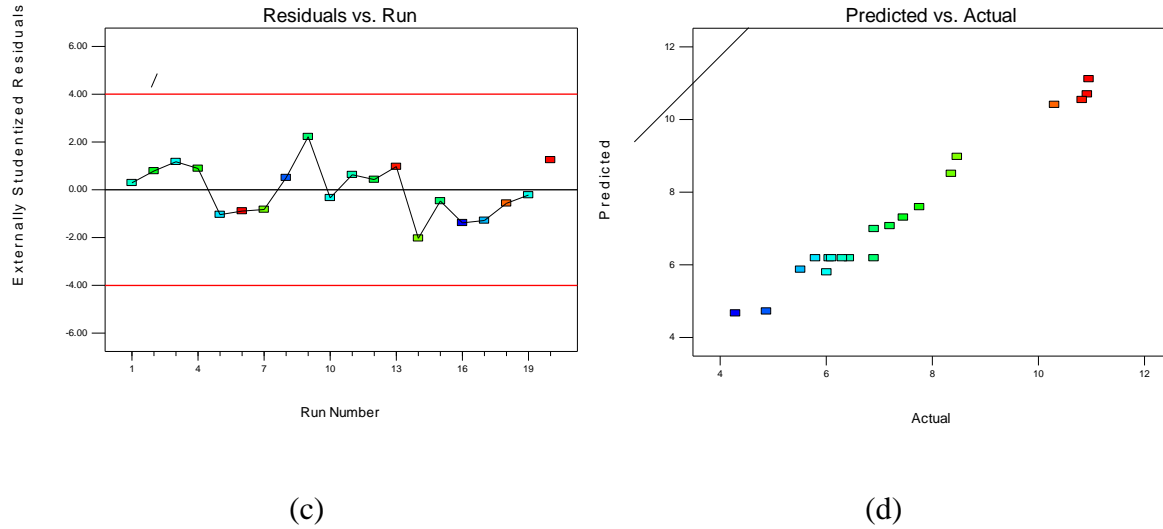 Residuals vs. Run
Externally Studentized Residuals
6.00
4.00
2.00
0.00
-2.00
-4.00
-6.00
1 4 7 10 13 16 19
Run Number
(c)
Predicted vs. Actual
Predicted
12
10
8
6
4
4 6 8 10 12
Actual
(d)